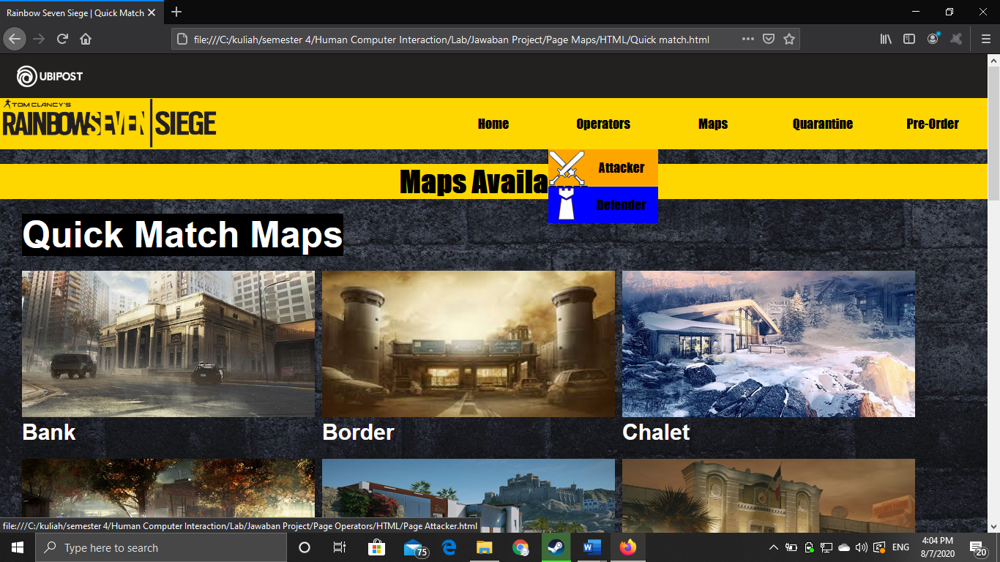 Rainbow Seven Siege | Quick Match
file:///C:/kuliah/semester 4/Human Computer Interaction/Lab/Jawaban Project/Page Maps/HTML/Quick match.html
UBIPOST
TOM CLANCY'S
RAINBOWSEVEN SIEGE
Home
Operators
Maps
Quarantine
Pre-Order
Attacker
Defender
Maps Availa
Quick Match Maps
Bank
Border
Chalet
file:///C:/kuliah/semester 4/Human Computer Interaction/Lab/Jawaban Project/Page Operators/HTML/Page Attacker.html
Type here to search
75
ENG
4:04 PM
8/7/2020
20